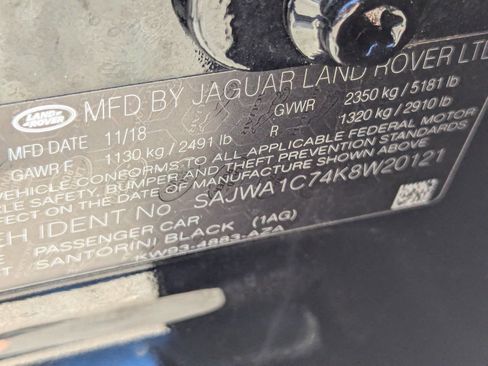 LAND ROVER MFD BY JAGUAR LAND ROVER LTD
MFD DATE 11/18 GVWR 2350 kg / 5181 lb
GAWR F 1130 kg / 2491 lb R 1320 kg / 2910 lb
VEHICLE CONFORMS TO ALL APPLICABLE FEDERAL MOTOR
SAFETY, BUMPER AND THEFT PREVENTION STANDARDS
ECT ON THE DATE OF MANUFACTURE SHOWN ABOVE
EH IDENT No. SAJWA1C74K8W20121
PASSENGER CAR
SANTORINI BLACK (1AG)
KW93-4883-AZA